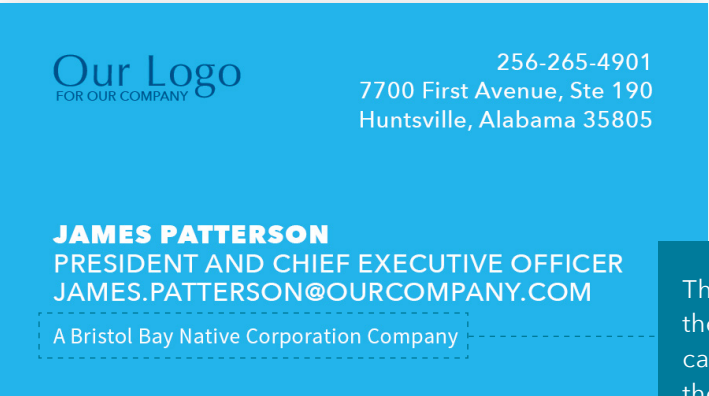 Our Logo
FOR OUR COMPANY
256-265-4901
7700 First Avenue, Ste 190
Huntsville, Alabama 35805
JAMES PATTERSON
PRESIDENT AND CHIEF EXECUTIVE OFFICER
JAMES.PATTERSON@OURCOMPANY.COM
A Bristol Bay Native Corporation Company